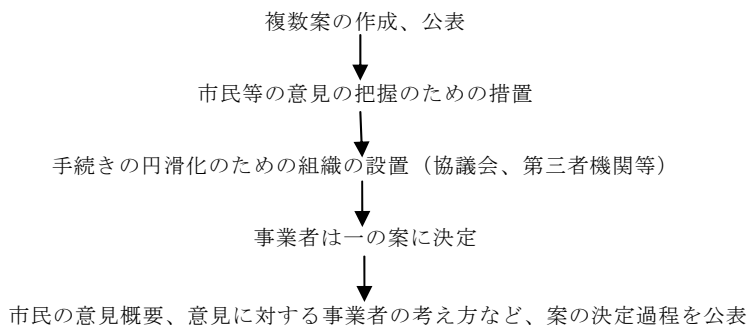 複数案の作成、公表
市民等の意見の把握のための措置
手続きの円滑化のための組織の設置（協議会、第三者機関等）
事業者は一の案に決定
市民の意見概要、意見に対する事業者の考え方など、案の決定過程を公表